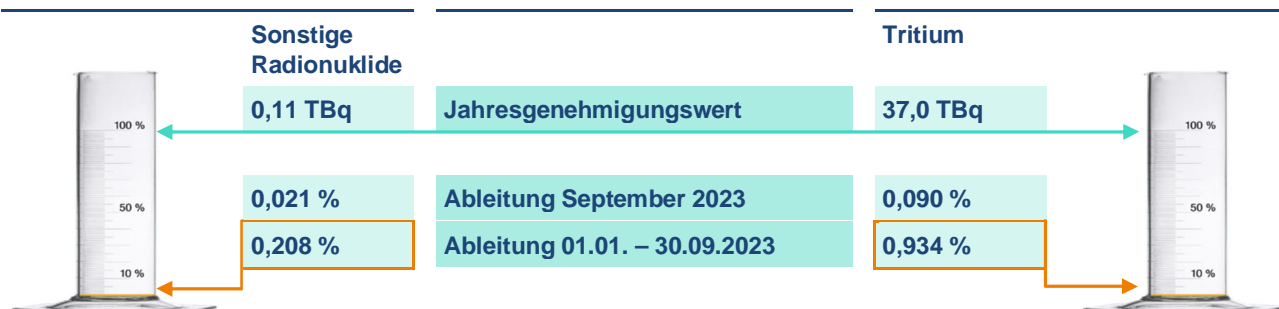 Sonstige
Radionuklide
Tritium
0,11 TBq
Jahresgenehmigungswert
37,0 TBq
100 %
100 %
0,021 %
Ableitung September 2023
0,090 %
50 %
50 %
0,208 %
Ableitung 01.01. – 30.09.2023
0,934 %
10 %
10 %